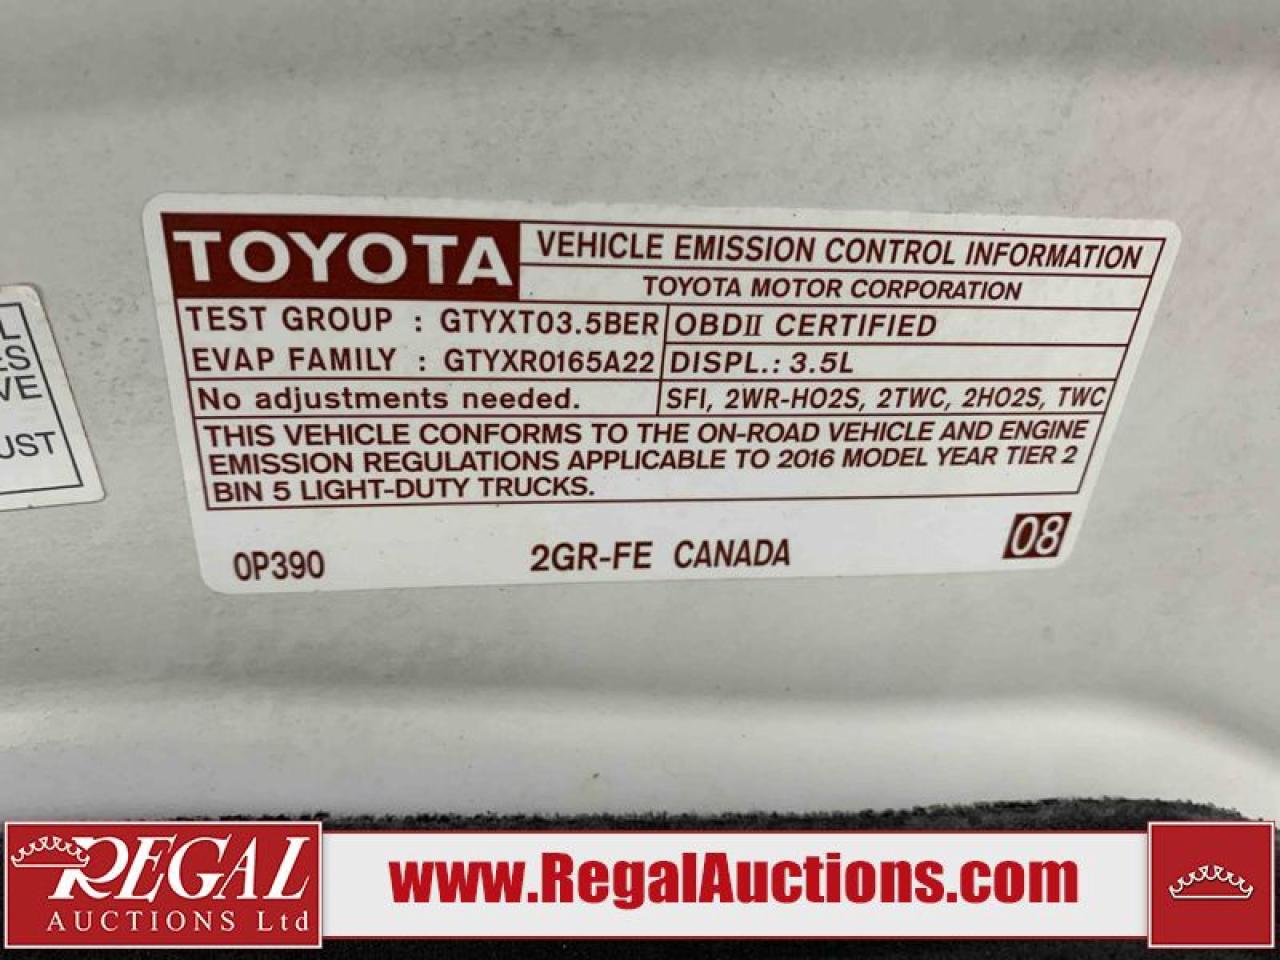 TOYOTA
VEHICLE EMISSION CONTROL INFORMATION
TOYOTA MOTOR CORPORATION
TEST GROUP : GTYXT03.5BER
OBDII CERTIFIED
EVAP FAMILY : GTYXR0165A22
DISPL.: 3.5L
No adjustments needed.
SFI, 2WR-HO2S, 2TWC, 2HO2S, TWC
THIS VEHICLE CONFORMS TO THE ON-ROAD VEHICLE AND ENGINE
EMISSION REGULATIONS APPLICABLE TO 2016 MODEL YEAR TIER 2
BIN 5 LIGHT-DUTY TRUCKS.
0P390
2GR-FE CANADA
08
REGAL
AUCTIONS Ltd
www.RegalAuctions.com